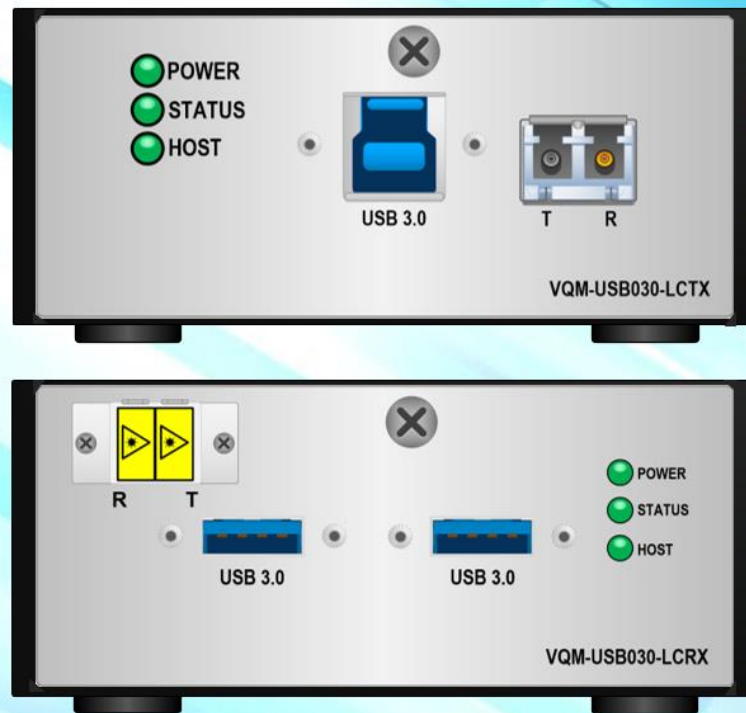 POWER
STATUS
HOST
USB 3.0
T R
VQM-USB030-LCTX
R T
POWER
STATUS
HOST
USB 3.0 USB 3.0
VQM-USB030-LCRX